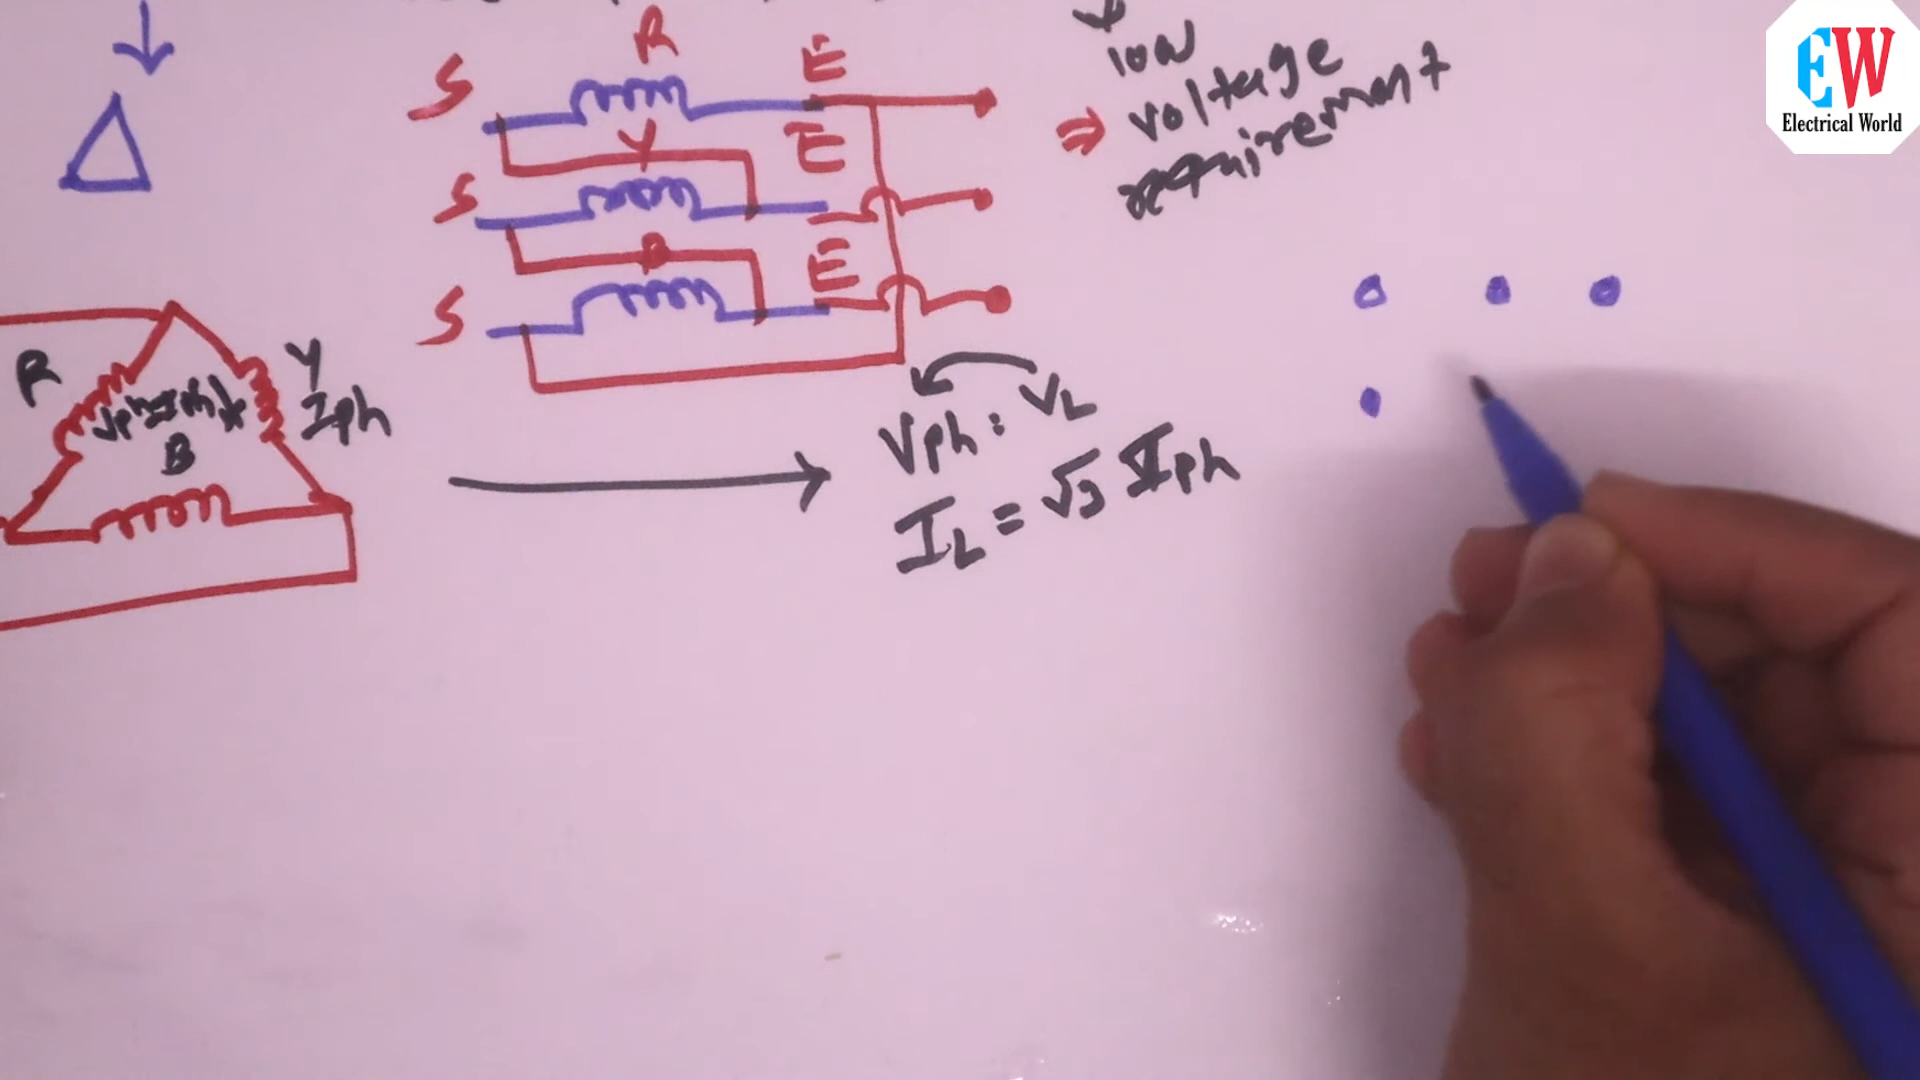 R
S
E
Y
E
S
B
E
S
low
⇒ voltage
requirement
EW
Electrical World
R
Y
Iph
B
Vph = VL
IL = √3 Iph